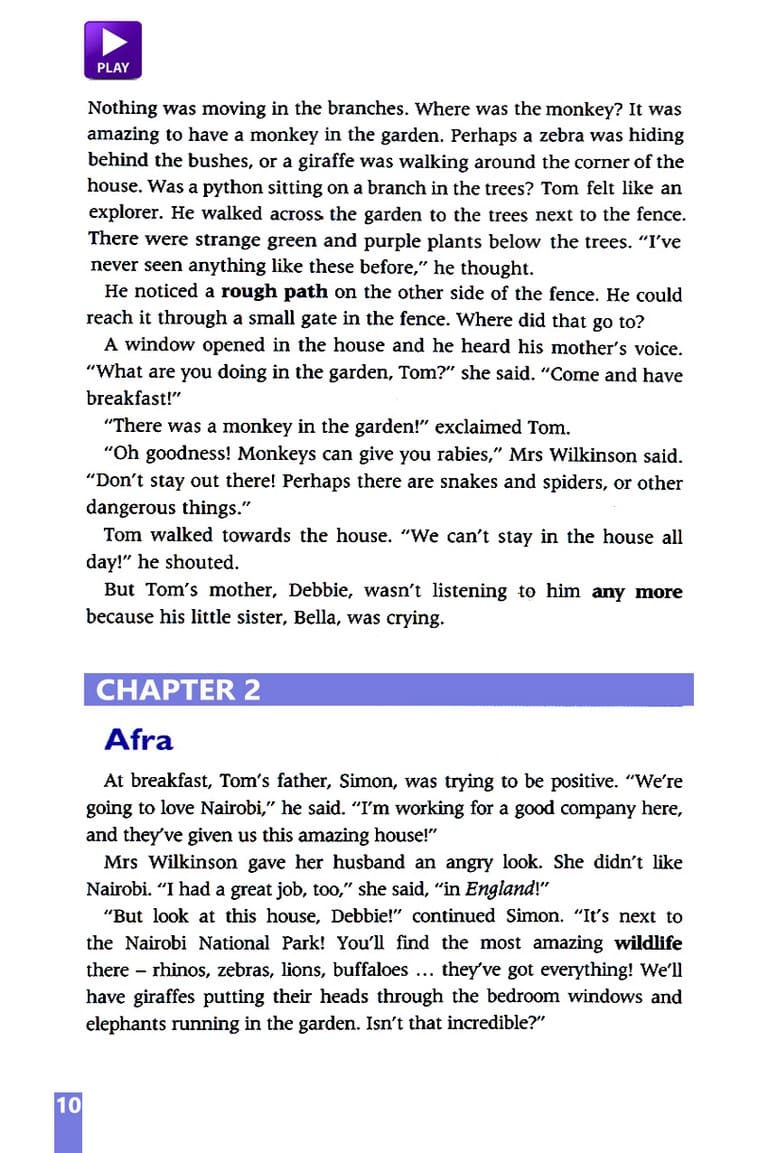 PLAY
Nothing was moving in the branches. Where was the monkey? It was
amazing to have a monkey in the garden. Perhaps a zebra was hiding
behind the bushes, or a giraffe was walking around the corner of the
house. Was a python sitting on a branch in the trees? Tom felt like an
explorer. He walked across the garden to the trees next to the fence.
There were strange green and purple plants below the trees. “I’ve
never seen anything like these before,” he thought.
He noticed a rough path on the other side of the fence. He could
reach it through a small gate in the fence. Where did that go to?
A window opened in the house and he heard his mother’s voice.
“What are you doing in the garden, Tom?” she said. “Come and have
breakfast!”
“There was a monkey in the garden!” exclaimed Tom.
“Oh goodness! Monkeys can give you rabies,” Mrs Wilkinson said.
“Don’t stay out there! Perhaps there are snakes and spiders, or other
dangerous things.”
Tom walked towards the house. “We can’t stay in the house all
day!” he shouted.
But Tom’s mother, Debbie, wasn’t listening to him any more
because his little sister, Bella, was crying.
CHAPTER 2
Afra
At breakfast, Tom’s father, Simon, was trying to be positive. “We’re
going to love Nairobi,” he said. “I’m working for a good company here,
and they’ve given us this amazing house!”
Mrs Wilkinson gave her husband an angry look. She didn’t like
Nairobi. “I had a great job, too,” she said, “in England!”
“But look at this house, Debbie!” continued Simon. “It’s next to
the Nairobi National Park! You’ll find the most amazing wildlife
there – rhinos, zebras, lions, buffaloes … they’ve got everything! We’ll
have giraffes putting their heads through the bedroom windows and
elephants running in the garden. Isn’t that incredible?”
10